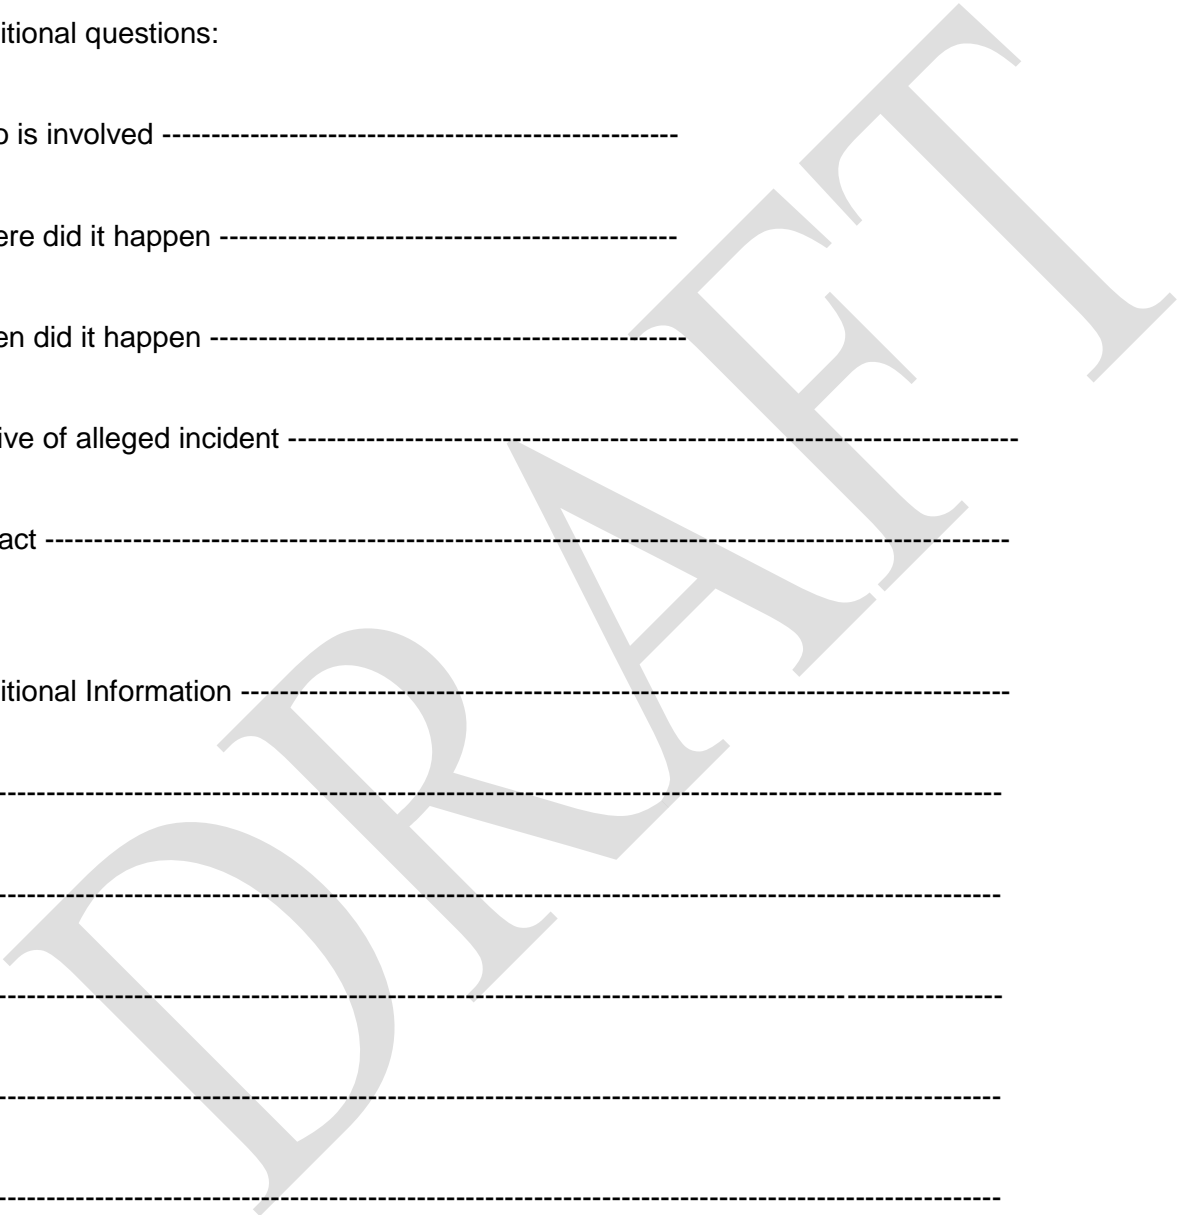 itional questions:
o is involved -----------------------------------------------------
ere did it happen -----------------------------------------------
en did it happen -------------------------------------------------
ive of alleged incident ---------------------------------------------------------------------------
act ---------------------------------------------------------------------------------------------------
itional Information -------------------------------------------------------------------------------
-------------------------------------------------------------------------------------------------------
-------------------------------------------------------------------------------------------------------
-------------------------------------------------------------------------------------------------------
-------------------------------------------------------------------------------------------------------
-------------------------------------------------------------------------------------------------------
DRAFT